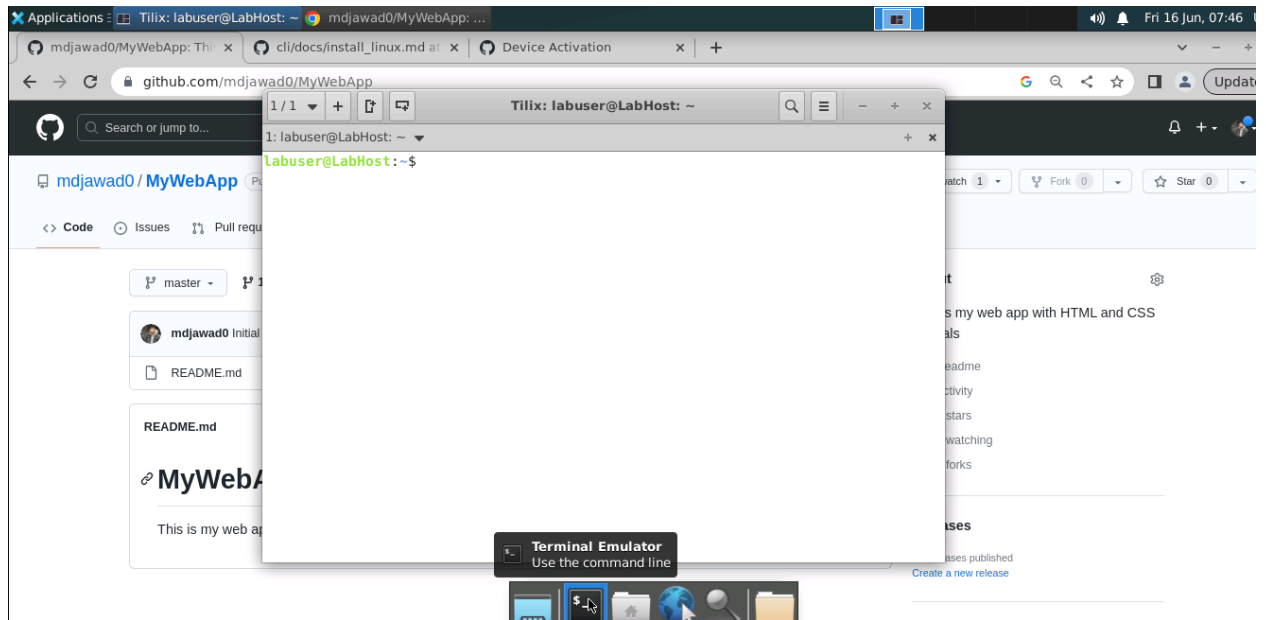 Applications
Tilix: labuser@LabHost: ~
mdjawad0/MyWebApp: ...
Fri 16 Jun, 07:46
mdjawad0/MyWebApp: Thi
cli/docs/install_linux.md at
Device Activation
github.com/mdjawad0/MyWebApp
Updat
1 / 1
Tilix: labuser@LabHost: ~
Search or jump to...
1: labuser@LabHost: ~
labuser@LabHost:~$
mdjawad0 / MyWebApp
Pu
atch 1
Fork 0
Star 0
Code
Issues
Pull requ
master
1
ut
mdjawad0 Initial
s my web app with HTML and CSS
als
README.md
eadme
ctivity
stars
README.md
watching
forks
MyWebA
This is my web ap
ases
Terminal Emulator
Use the command line
ases published
Create a new release
$_